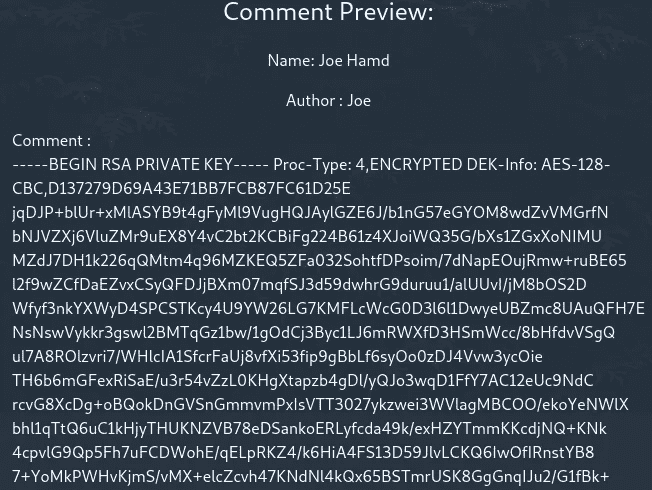 Comment Preview:
Name: Joe Hamd
Author : Joe
Comment :
-----BEGIN RSA PRIVATE KEY----- Proc-Type: 4,ENCRYPTED DEK-Info: AES-128-
CBC,D137279D69A43E71BB7FCB87FC61D25E
jqDJP+blUr+xMlASYB9t4gFyMl9VugHQJAylGZE6J/b1nG57eGYOM8wdZvVMGrfN
bNJVZXj6VluZMr9uEX8Y4vC2bt2KCBiFg224B61z4XJoiWQ35G/bXs1ZGxXoNIMU
MZdJ7DH1k226qQMtm4q96MZKEQ5ZFa032SohtfDPsoim/7dNapEOujRmw+ruBE65
l2f9wZCfDaEZvxCSyQFDJjBXm07mqfSJ3d59dwhrG9duruu1/alUUvI/jM8bOS2D
Wfyf3nkYXWyD4SPCSTKcy4U9YW26LG7KMFLcWcG0D3l6l1DwyeUBZmc8UAuQFH7E
NsNswVykkr3gswl2BMTqGz1bw/1gOdCj3Byc1LJ6mRWXfD3HSmWcc/8bHfdvVSgQ
ul7A8ROlzvri7/WHlcIA1SfcrFaUj8vfXi53fip9gBbLf6syOo0zDJ4Vvw3ycOie
TH6b6mGFexRiSaE/u3r54vZzL0KHgXtapzb4gDl/yQJo3wqD1FfY7AC12eUc9NdC
rcvG8XcDg+oBQokDnGVSnGmmvmPxIsVTT3027ykzwei3WVlagMBCOO/ekoYeNWlX
bhl1qTtQ6uC1kHjyTHUKNZVB78eDSankoERLyfcda49k/exHZYTmmKKcdjNQ+KNk
4cpvlG9Qp5Fh7uFCDWohE/qELpRKZ4/k6HiA4FS13D59JlvLCKQ6IwOfIRnstYB8
7+YoMkPWHvKjmS/vMX+elcZcvh47KNdNl4kQx65BSTmrUSK8GgGnqIJu2/G1fBk+